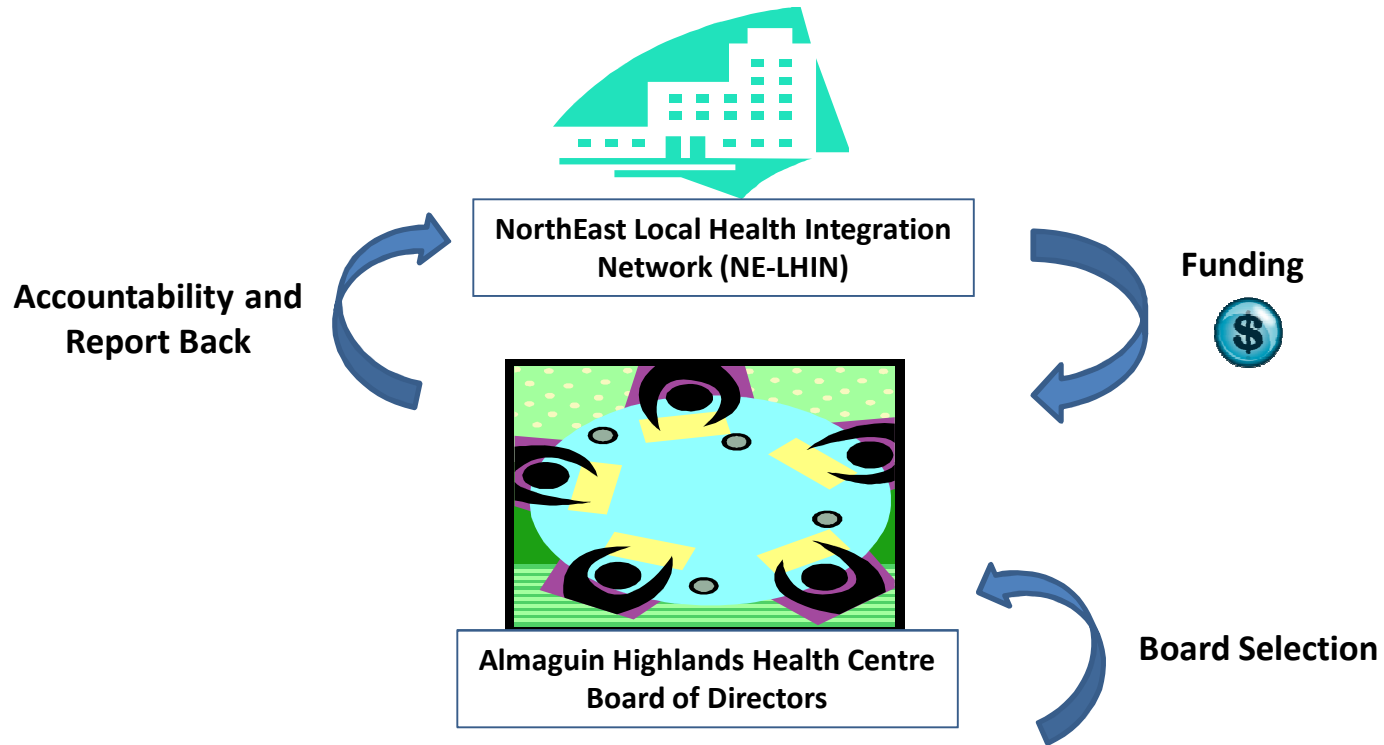 NorthEast Local Health Integration
Network (NE-LHIN)
Accountability and
Report Back
Funding
$
Almaguin Highlands Health Centre
Board of Directors
Board Selection